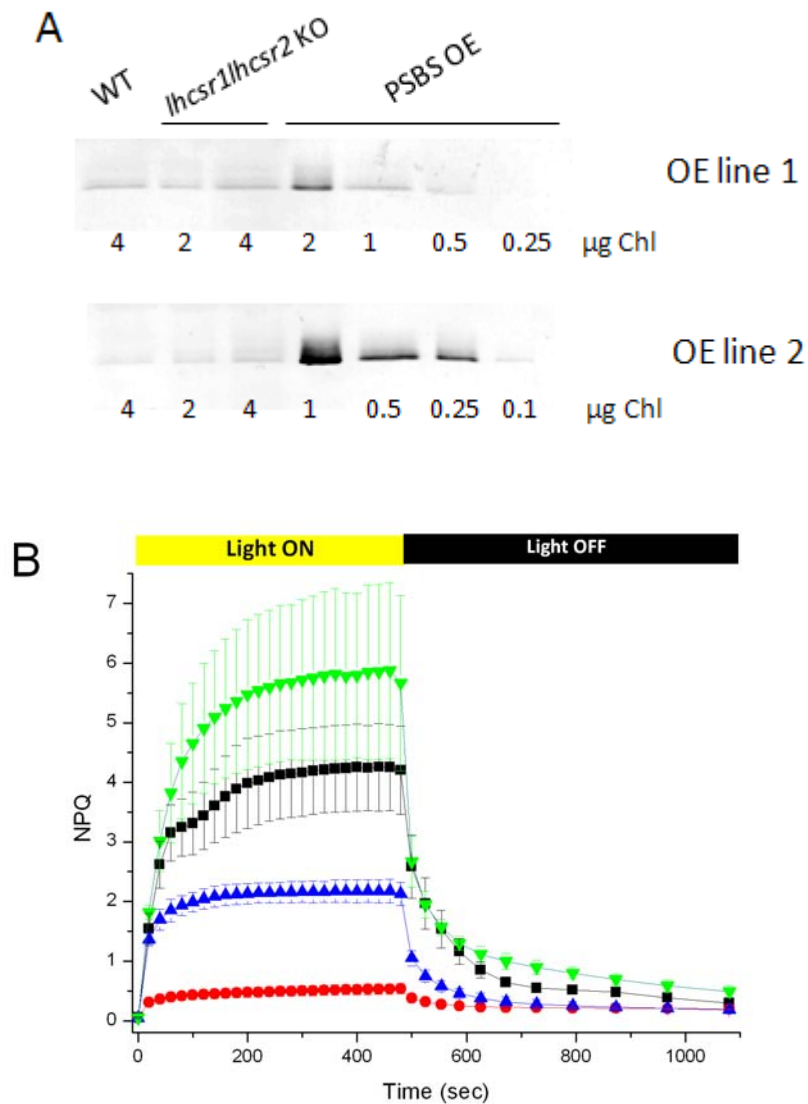 A
WT
lhcsr1lhcsr2 KO
PSBS OE
OE line 1
4 2 4 2 1 0.5 0.25 µg Chl
OE line 2
4 2 4 1 0.5 0.25 0.1 µg Chl
B
Light ON
Light OFF
7
6
5
4
3
2
1
0
NPQ
0 200 400 600 800 1000
Time (sec)